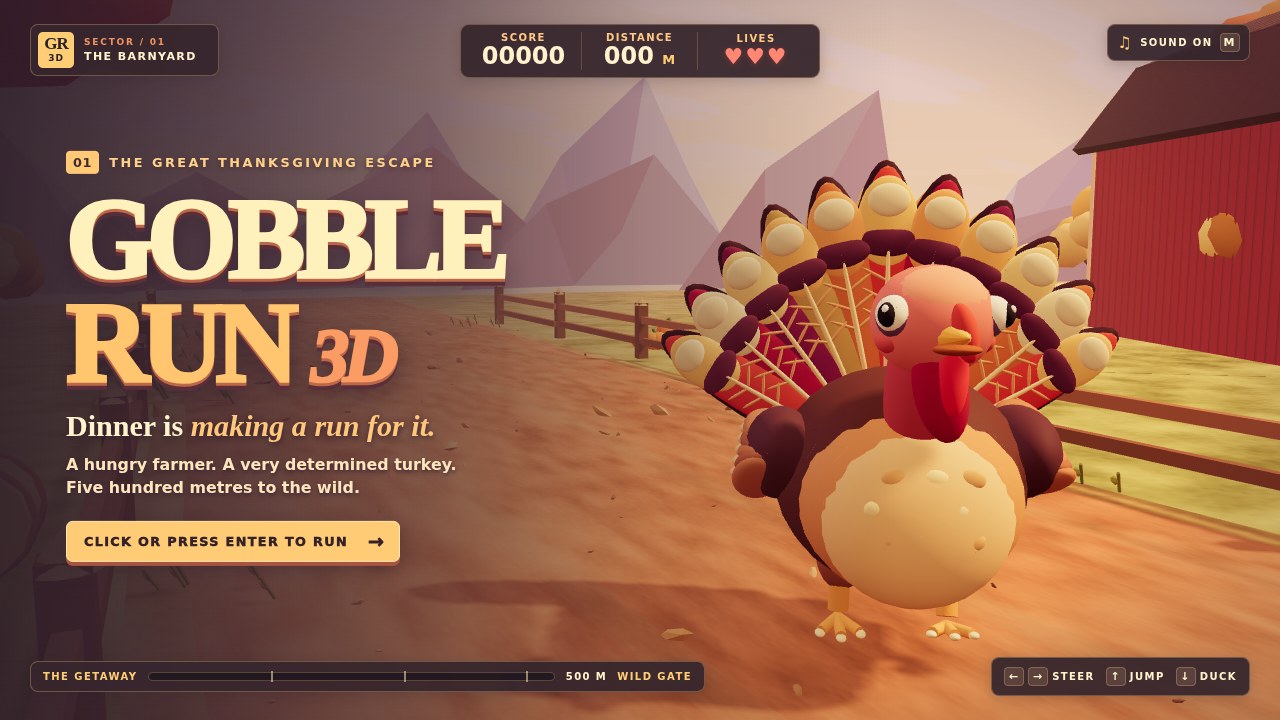 GR
3D
SECTOR / 01
THE BARNYARD
SCORE
00000
DISTANCE
000 M
LIVES
♥♥♥
♫ SOUND ON M
01 THE GREAT THANKSGIVING ESCAPE
GOBBLE
RUN 3D
Dinner is making a run for it.
A hungry farmer. A very determined turkey.
Five hundred metres to the wild.
CLICK OR PRESS ENTER TO RUN →
THE GETAWAY
500 M WILD GATE
← → STEER ↑ JUMP ↓ DUCK